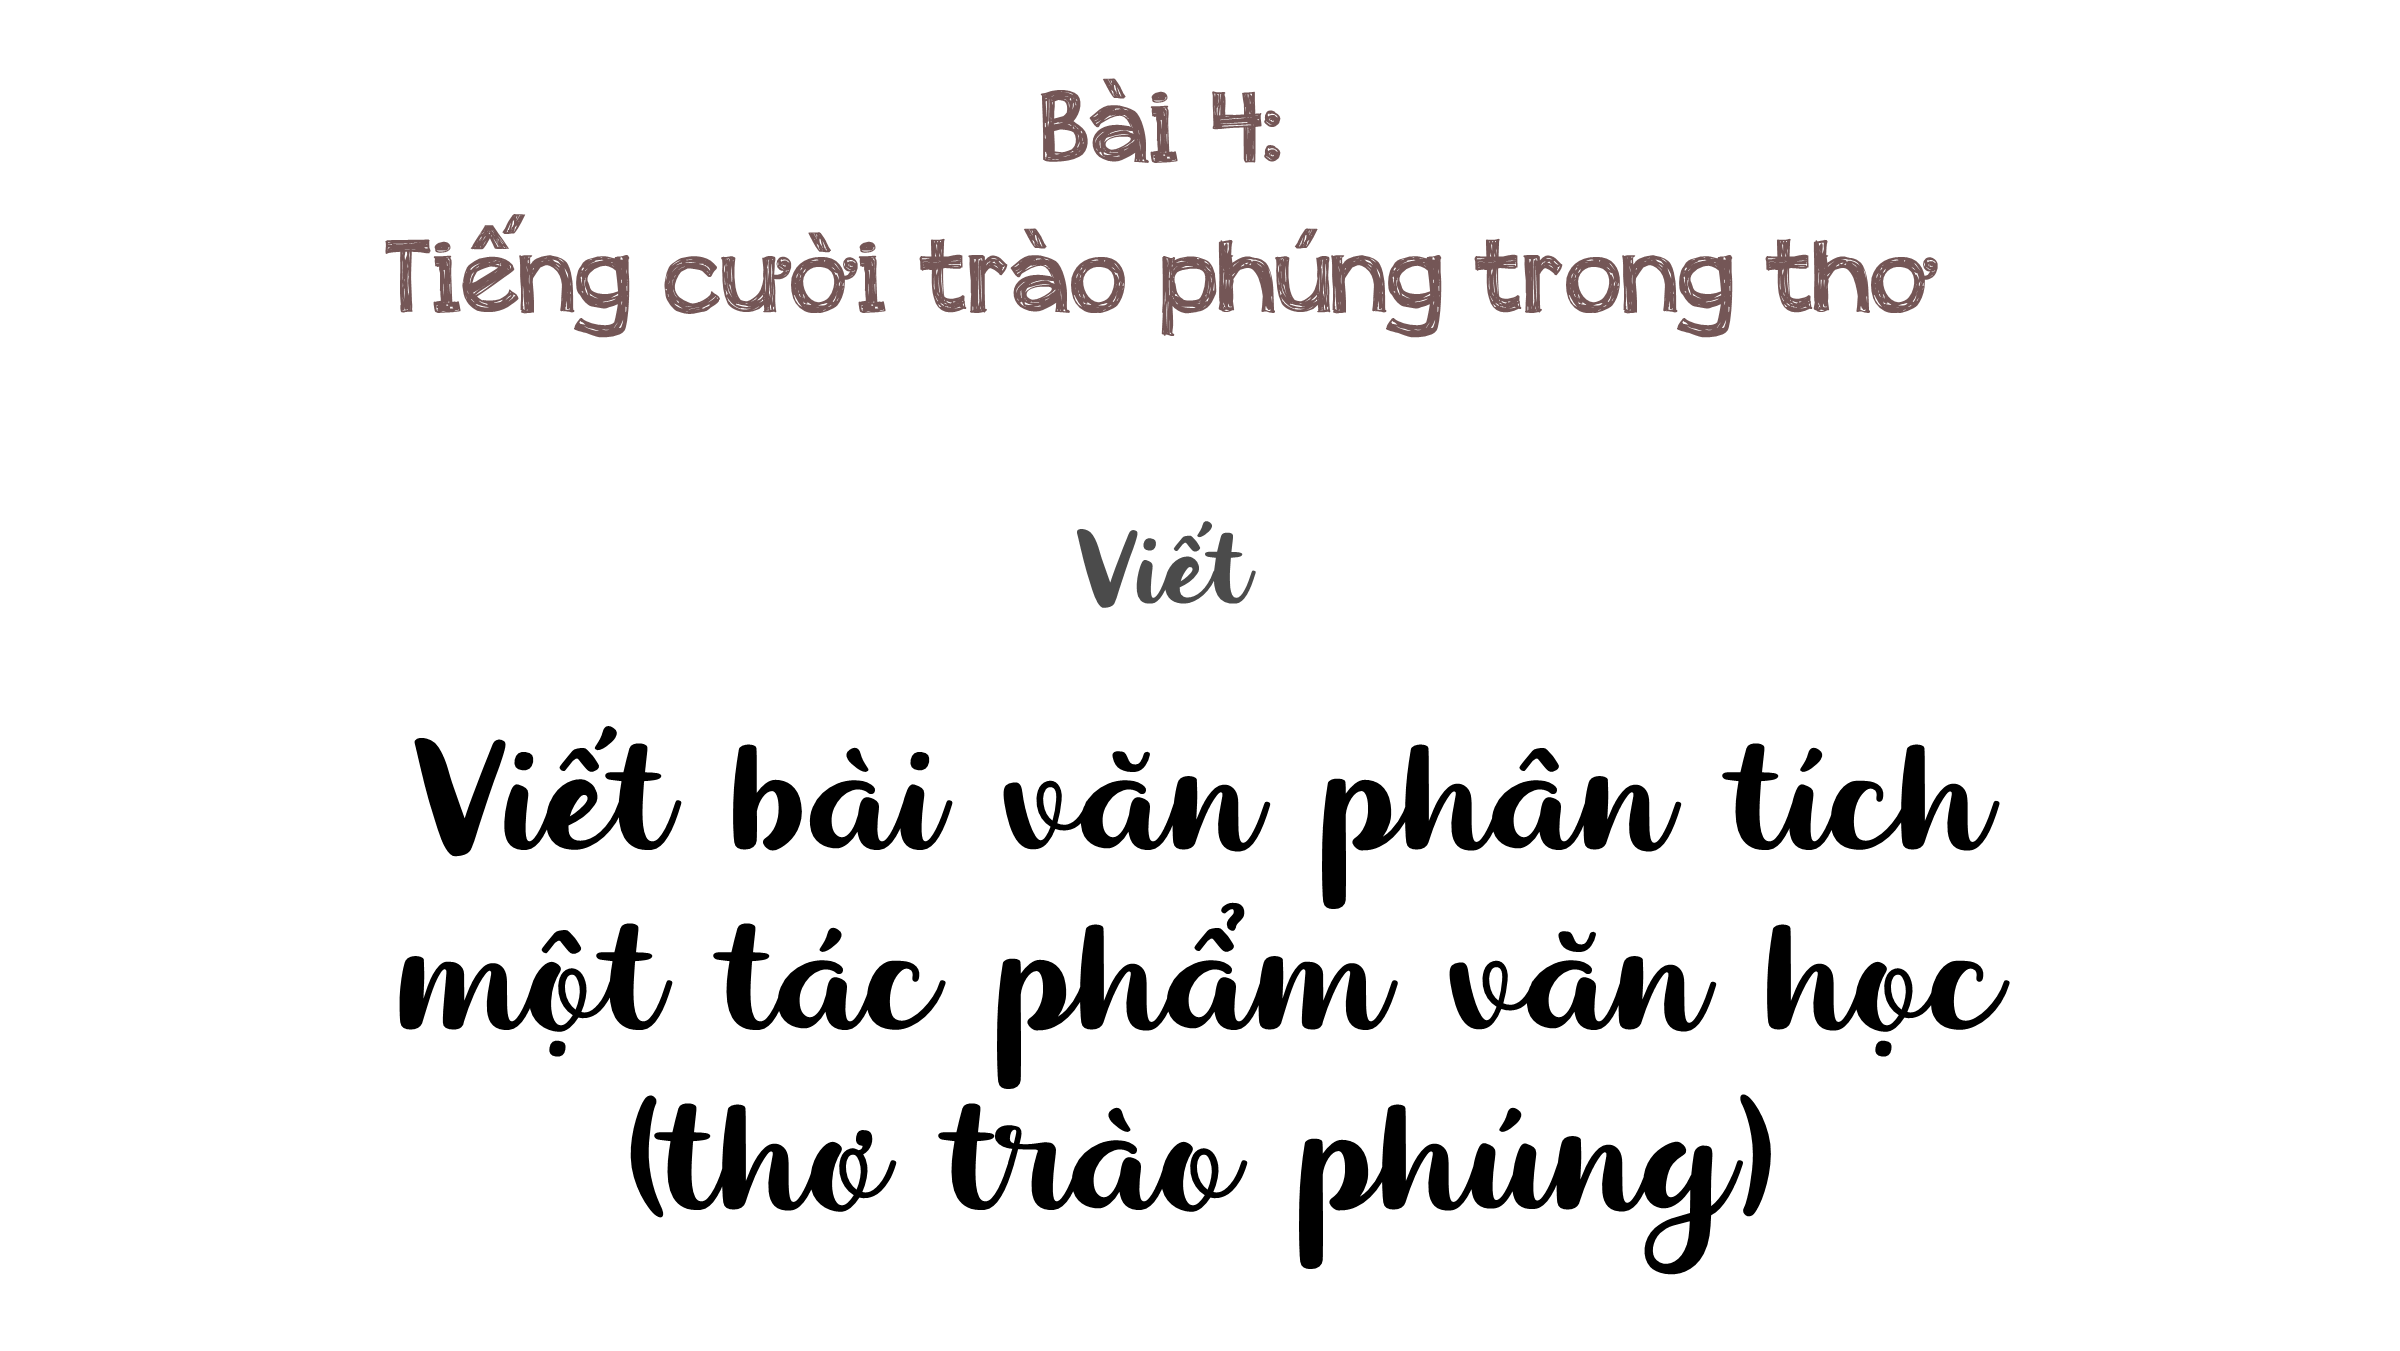 Bài 4:
Tiếng cười trào phúng trong thơ
Viết
Viết bài văn phân tích
một tác phẩm văn học
(thơ trào phúng)